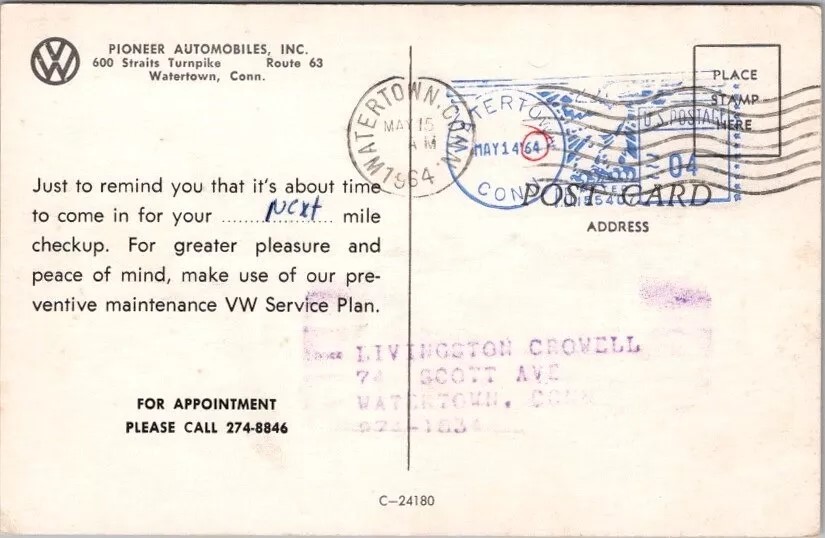 PIONEER AUTOMOBILES, INC.
600 Straits Turnpike Route 63
Watertown, Conn.
Just to remind you that it's about time
to come in for your ......next...... mile
checkup. For greater pleasure and
peace of mind, make use of our pre-
ventive maintenance VW Service Plan.
FOR APPOINTMENT
PLEASE CALL 274-8846
WATERTOWN, CONN.
MAY 15
AM
1964
WATERTOWN
MAY 14 '64
CONN
U.S. POSTAGE
04
PLACE
STAMP
HERE
POST CARD
ADDRESS
LIVINGSTON CROWELL
74 SCOTT AVE
WATERTOWN, CONN
C-24180